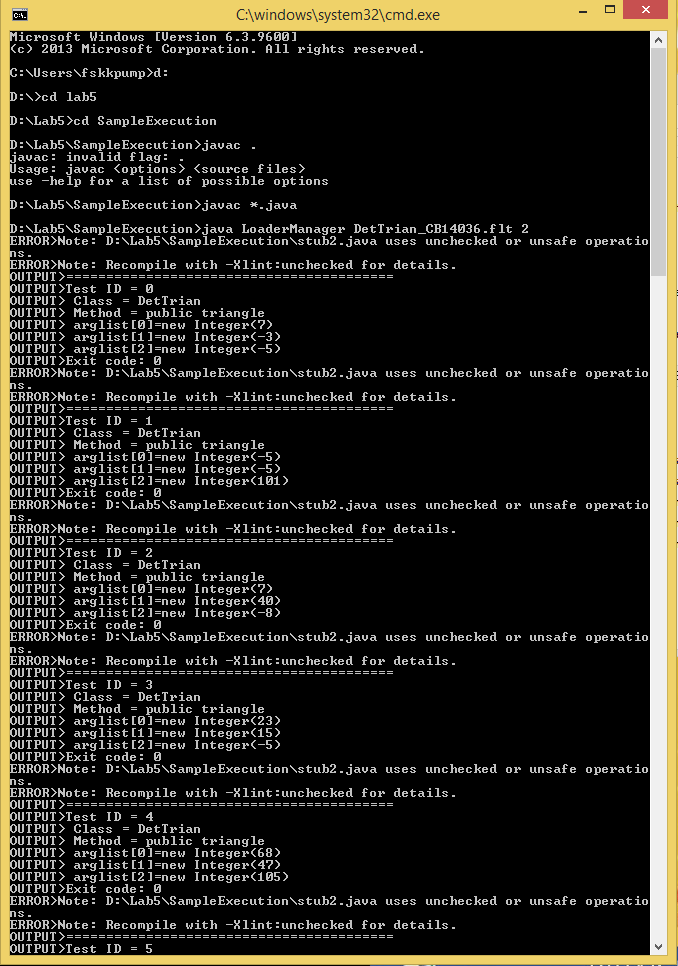 C:\windows\system32\cmd.exe
Microsoft Windows [Version 6.3.9600]
(c) 2013 Microsoft Corporation. All rights reserved.
C:\Users\fskkpump>d:
D:\>cd lab5
D:\Lab5>cd SampleExecution
D:\Lab5\SampleExecution>javac .
javac: invalid flag: .
Usage: javac <options> <source files>
use -help for a list of possible options
D:\Lab5\SampleExecution>javac *.java
D:\Lab5\SampleExecution>java LoaderManager DetTrian_CB14036.flt 2
ERROR>Note: D:\Lab5\SampleExecution\stub2.java uses unchecked or unsafe operatio
ns.
ERROR>Note: Recompile with -Xlint:unchecked for details.
OUTPUT>=========================================
OUTPUT>Test ID = 0
OUTPUT> Class = DetTrian
OUTPUT> Method = public triangle
OUTPUT> arglist[0]=new Integer(7)
OUTPUT> arglist[1]=new Integer(-3)
OUTPUT> arglist[2]=new Integer(-5)
OUTPUT>Exit code: 0
ERROR>Note: D:\Lab5\SampleExecution\stub2.java uses unchecked or unsafe operatio
ns.
ERROR>Note: Recompile with -Xlint:unchecked for details.
OUTPUT>=========================================
OUTPUT>Test ID = 1
OUTPUT> Class = DetTrian
OUTPUT> Method = public triangle
OUTPUT> arglist[0]=new Integer(-5)
OUTPUT> arglist[1]=new Integer(-5)
OUTPUT> arglist[2]=new Integer(101)
OUTPUT>Exit code: 0
ERROR>Note: D:\Lab5\SampleExecution\stub2.java uses unchecked or unsafe operatio
ns.
ERROR>Note: Recompile with -Xlint:unchecked for details.
OUTPUT>=========================================
OUTPUT>Test ID = 2
OUTPUT> Class = DetTrian
OUTPUT> Method = public triangle
OUTPUT> arglist[0]=new Integer(7)
OUTPUT> arglist[1]=new Integer(40)
OUTPUT> arglist[2]=new Integer(-8)
OUTPUT>Exit code: 0
ERROR>Note: D:\Lab5\SampleExecution\stub2.java uses unchecked or unsafe operatio
ns.
ERROR>Note: Recompile with -Xlint:unchecked for details.
OUTPUT>=========================================
OUTPUT>Test ID = 3
OUTPUT> Class = DetTrian
OUTPUT> Method = public triangle
OUTPUT> arglist[0]=new Integer(23)
OUTPUT> arglist[1]=new Integer(15)
OUTPUT> arglist[2]=new Integer(-5)
OUTPUT>Exit code: 0
ERROR>Note: D:\Lab5\SampleExecution\stub2.java uses unchecked or unsafe operatio
ns.
ERROR>Note: Recompile with -Xlint:unchecked for details.
OUTPUT>=========================================
OUTPUT>Test ID = 4
OUTPUT> Class = DetTrian
OUTPUT> Method = public triangle
OUTPUT> arglist[0]=new Integer(68)
OUTPUT> arglist[1]=new Integer(47)
OUTPUT> arglist[2]=new Integer(105)
OUTPUT>Exit code: 0
ERROR>Note: D:\Lab5\SampleExecution\stub2.java uses unchecked or unsafe operatio
ns.
ERROR>Note: Recompile with -Xlint:unchecked for details.
OUTPUT>=========================================
OUTPUT>Test ID = 5